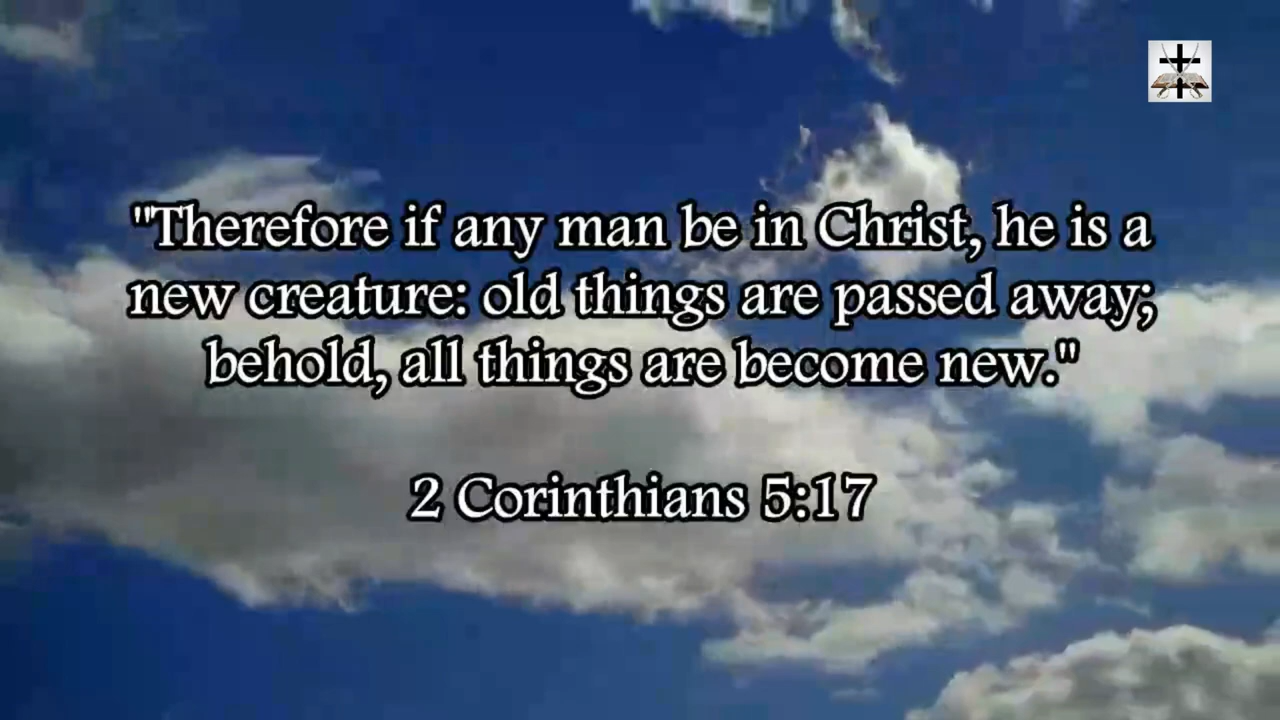 "Therefore if any man be in Christ, he is a
new creature: old things are passed away;
behold, all things are become new."
2 Corinthians 5:17